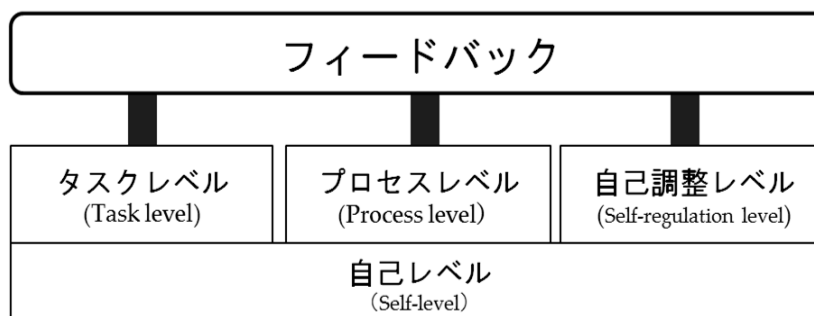 フィードバック
タスクレベル
(Task level)
プロセスレベル
(Process level)
自己調整レベル
(Self-regulation level)
自己レベル
(Self-level)